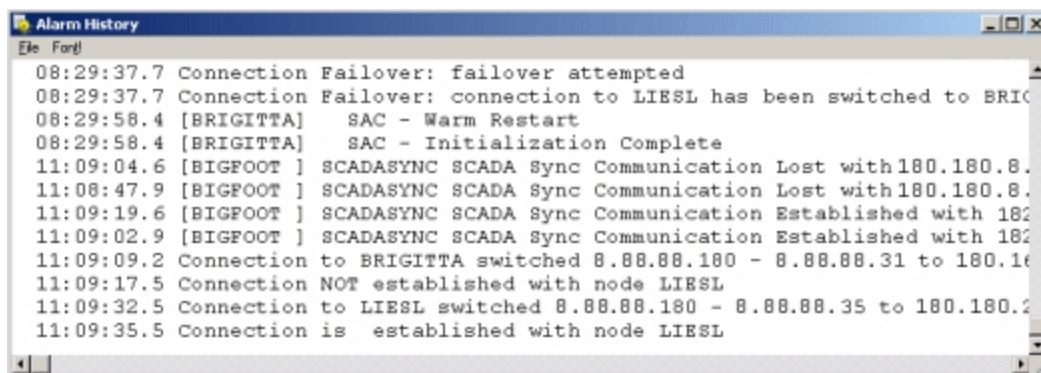 Alarm History
File Font!
08:29:37.7 Connection Failover: failover attempted
08:29:37.7 Connection Failover: connection to LIESL has been switched to
08:29:58.4 [BRIGITTA] SAC - Warm Restart
08:29:58.4 [BRIGITTA] SAC - Initialization Complete
11:09:04.6 [BIGFOOT ] SCADASYNC SCADA Sync Communication Lost with 180.180.8.
11:08:47.9 [BIGFOOT ] SCADASYNC SCADA Sync Communication Lost with 180.180.8.
11:09:19.6 [BIGFOOT ] SCADASYNC SCADA Sync Communication Established with 182
11:09:02.9 [BIGFOOT ] SCADASYNC SCADA Sync Communication Established with 182
11:09:09.2 Connection to BRIGITTA switched 8.88.88.180 - 8.88.88.31 to 180.16
11:09:17.5 Connection NOT established with node LIESL
11:09:32.5 Connection to LIESL switched 8.88.88.180 - 8.88.88.35 to 180.180.2
11:09:35.5 Connection is established with node LIESL